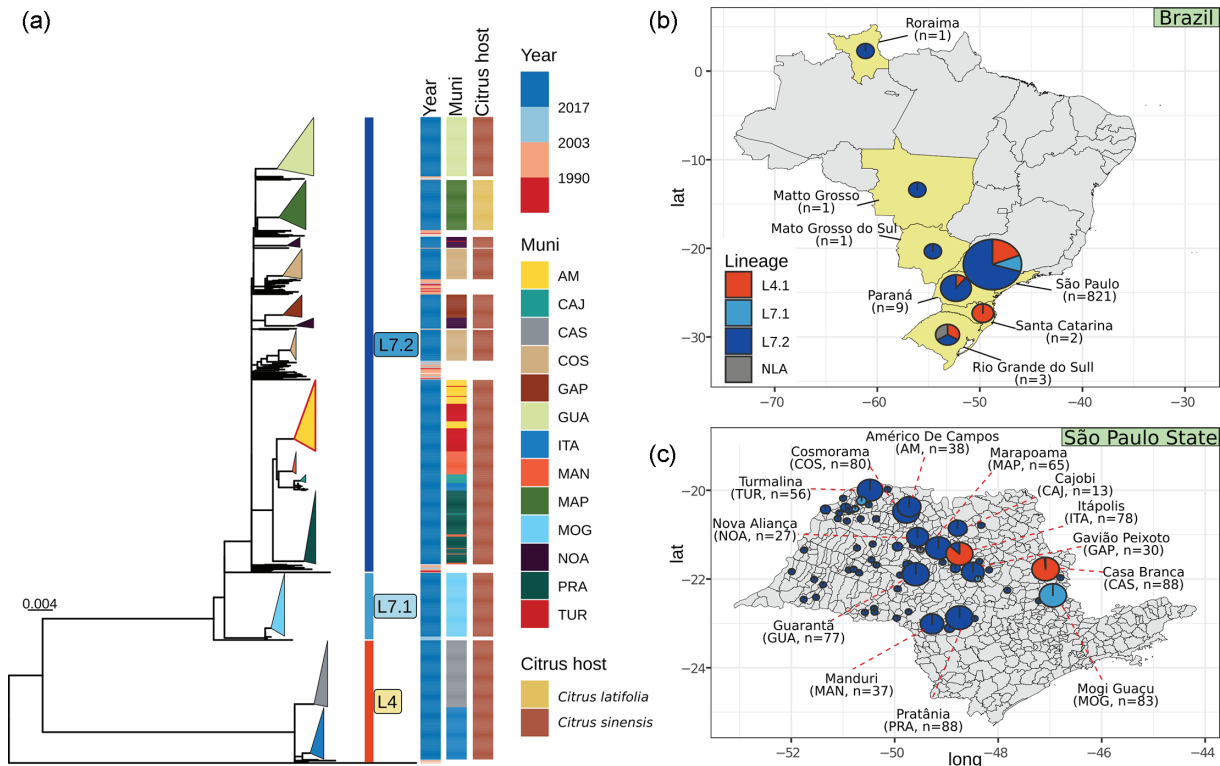 (a)
0.004
L7.2
L7.1
L4
Year
Muni
Citrus host
Year
2017
2003
1990
Muni
AM
CAJ
CAS
COS
GAP
GUA
ITA
MAN
MAP
MOG
NOA
PRA
TUR
Citrus host
Citrus latifolia
Citrus sinensis
(b)
Brazil
Roraima
(n=1)
Matto Grosso
(n=1)
Mato Grosso do Sul
(n=1)
São Paulo
(n=821)
Paraná
(n=9)
Santa Catarina
(n=2)
Rio Grande do Sull
(n=3)
Lineage
L4.1
L7.1
L7.2
NLA
lat
0
−10
−20
−30
−70
−60
−50
−40
−30
(c)
São Paulo State
Américo De Campos
(AM, n=38)
Cosmorama
(COS, n=80)
Marapoama
(MAP, n=65)
Turmalina
(TUR, n=56)
Cajobi
(CAJ, n=13)
Itápolis
(ITA, n=78)
Nova Aliança
(NOA, n=27)
Gavião Peixoto
(GAP, n=30)
Casa Branca
(CAS, n=88)
Guarantã
(GUA, n=77)
Manduri
(MAN, n=37)
Pratânia
(PRA, n=88)
Mogi Guaçu
(MOG, n=83)
lat
−20
−22
−24
−52
−50
−48
−46
−44
long